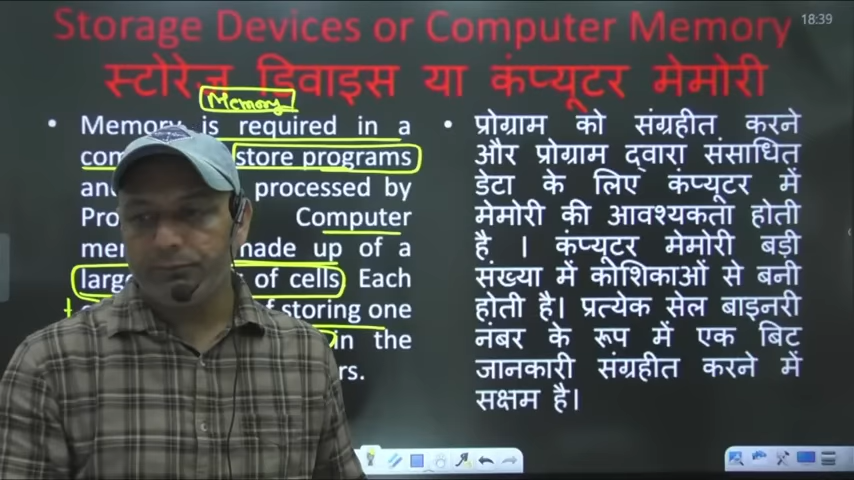 Storage Devices or Computer Memory
18:39
स्टोरेज डिवाइस या कंप्यूटर मेमोरी
Memory
• Memory is required in a
store programs
processed by
Computer
made up of a
of cells. Each
of storing one
in the
• प्रोग्राम को संग्रहीत करने
और प्रोग्राम द्वारा संसाधित
डेटा के लिए कंप्यूटर में
मेमोरी की आवश्यकता होती
है । कंप्यूटर मेमोरी बड़ी
संख्या में कोशिकाओं से बनी
होती है। प्रत्येक सेल बाइनरी
नंबर के रूप में एक बिट
जानकारी संग्रहीत करने में
सक्षम है।